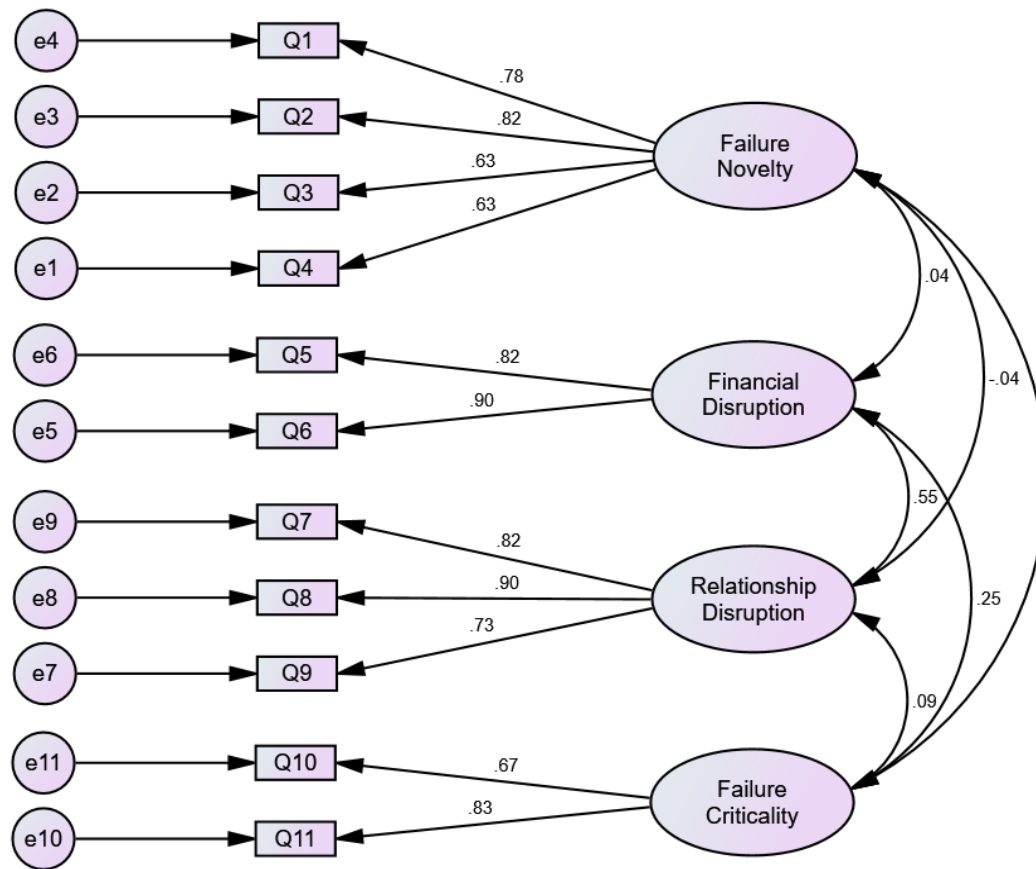 e4
Q1
.78
e3
Q2
.82
e2
Q3
.63
e1
Q4
.63
Failure
Novelty
.04
-.04
e6
Q5
.82
e5
Q6
.90
Financial
Disruption
.55
.25
e9
Q7
.82
e8
Q8
.90
e7
Q9
.73
Relationship
Disruption
.09
e11
Q10
.67
e10
Q11
.83
Failure
Criticality